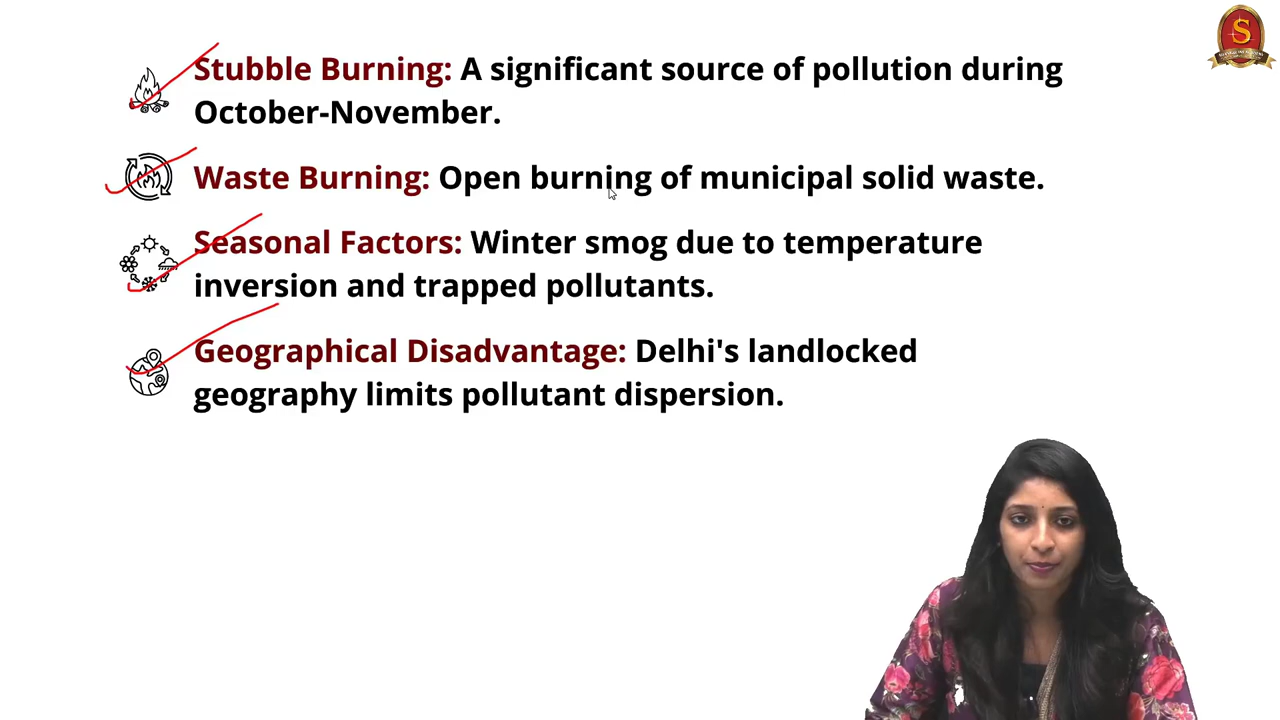 Stubble Burning: A significant source of pollution during
October-November.
Waste Burning: Open burning of municipal solid waste.
Seasonal Factors: Winter smog due to temperature
inversion and trapped pollutants.
Geographical Disadvantage: Delhi's landlocked
geography limits pollutant dispersion.
S